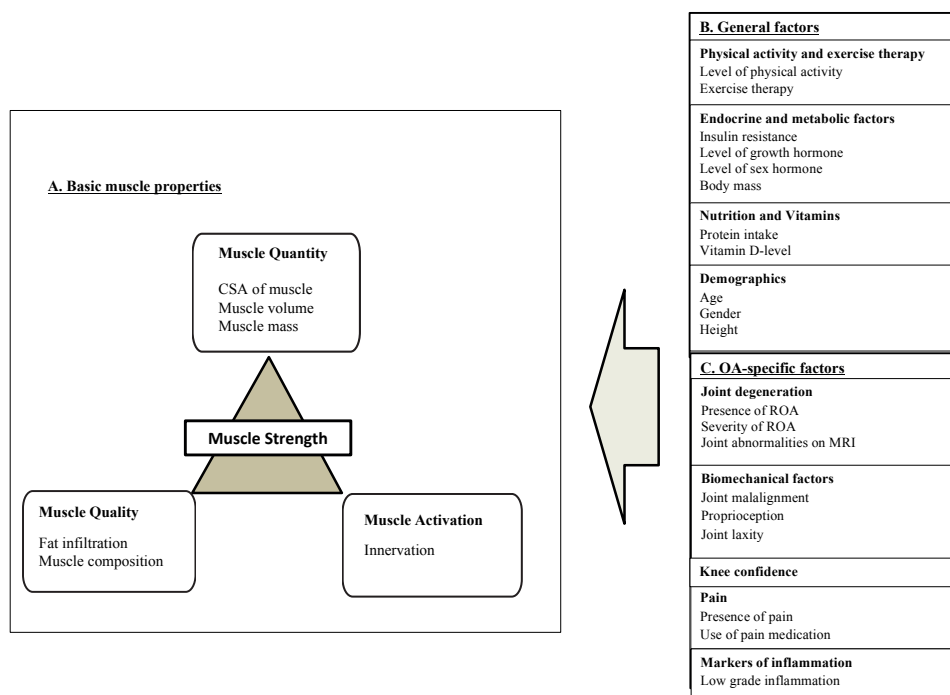 A. Basic muscle properties
Muscle Quantity
CSA of muscle
Muscle volume
Muscle mass
Muscle Strength
Muscle Quality
Fat infiltration
Muscle composition
Muscle Activation
Innervation
B. General factors
Physical activity and exercise therapy
Level of physical activity
Exercise therapy
Endocrine and metabolic factors
Insulin resistance
Level of growth hormone
Level of sex hormone
Body mass
Nutrition and Vitamins
Protein intake
Vitamin D-level
Demographics
Age
Gender
Height
C. OA-specific factors
Joint degeneration
Presence of ROA
Severity of ROA
Joint abnormalities on MRI
Biomechanical factors
Joint malalignment
Proprioception
Joint laxity
Knee confidence
Pain
Presence of pain
Use of pain medication
Markers of inflammation
Low grade inflammation